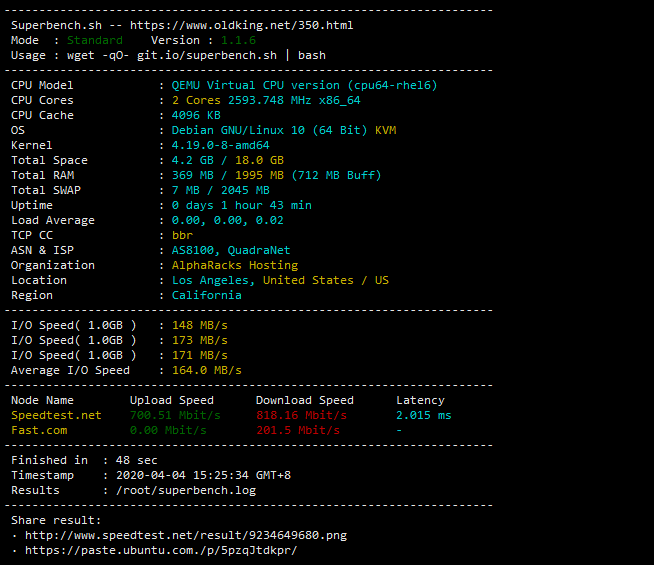 ----------------------------------------------------------------------
Superbench.sh -- https://www.oldking.net/350.html
Mode  : Standard    Version : 1.1.6
Usage : wget -qO- git.io/superbench.sh | bash
----------------------------------------------------------------------
CPU Model            : QEMU Virtual CPU version (cpu64-rhel6)
CPU Cores            : 2 Cores 2593.748 MHz x86_64
CPU Cache            : 4096 KB
OS                   : Debian GNU/Linux 10 (64 Bit) KVM
Kernel               : 4.19.0-8-amd64
Total Space          : 4.2 GB / 18.0 GB
Total RAM            : 369 MB / 1995 MB (712 MB Buff)
Total SWAP           : 7 MB / 2045 MB
Uptime               : 0 days 1 hour 43 min
Load Average         : 0.00, 0.00, 0.02
TCP CC               : bbr
ASN & ISP            : AS8100, QuadraNet
Organization         : AlphaRacks Hosting
Location             : Los Angeles, United States / US
Region               : California
----------------------------------------------------------------------
I/O Speed( 1.0GB )   : 148 MB/s
I/O Speed( 1.0GB )   : 173 MB/s
I/O Speed( 1.0GB )   : 171 MB/s
Average I/O Speed    : 164.0 MB/s
----------------------------------------------------------------------
Node Name        Upload Speed      Download Speed      Latency
Speedtest.net    700.51 Mbit/s     818.16 Mbit/s       2.015 ms
Fast.com         0.00 Mbit/s       201.5 Mbit/s        -
----------------------------------------------------------------------
Finished in  : 48 sec
Timestamp    : 2020-04-04 15:25:34 GMT+8
Results      : /root/superbench.log
----------------------------------------------------------------------
Share result:
· http://www.speedtest.net/result/9234649680.png
· https://paste.ubuntu.com./p/5pzqJtdkpr/